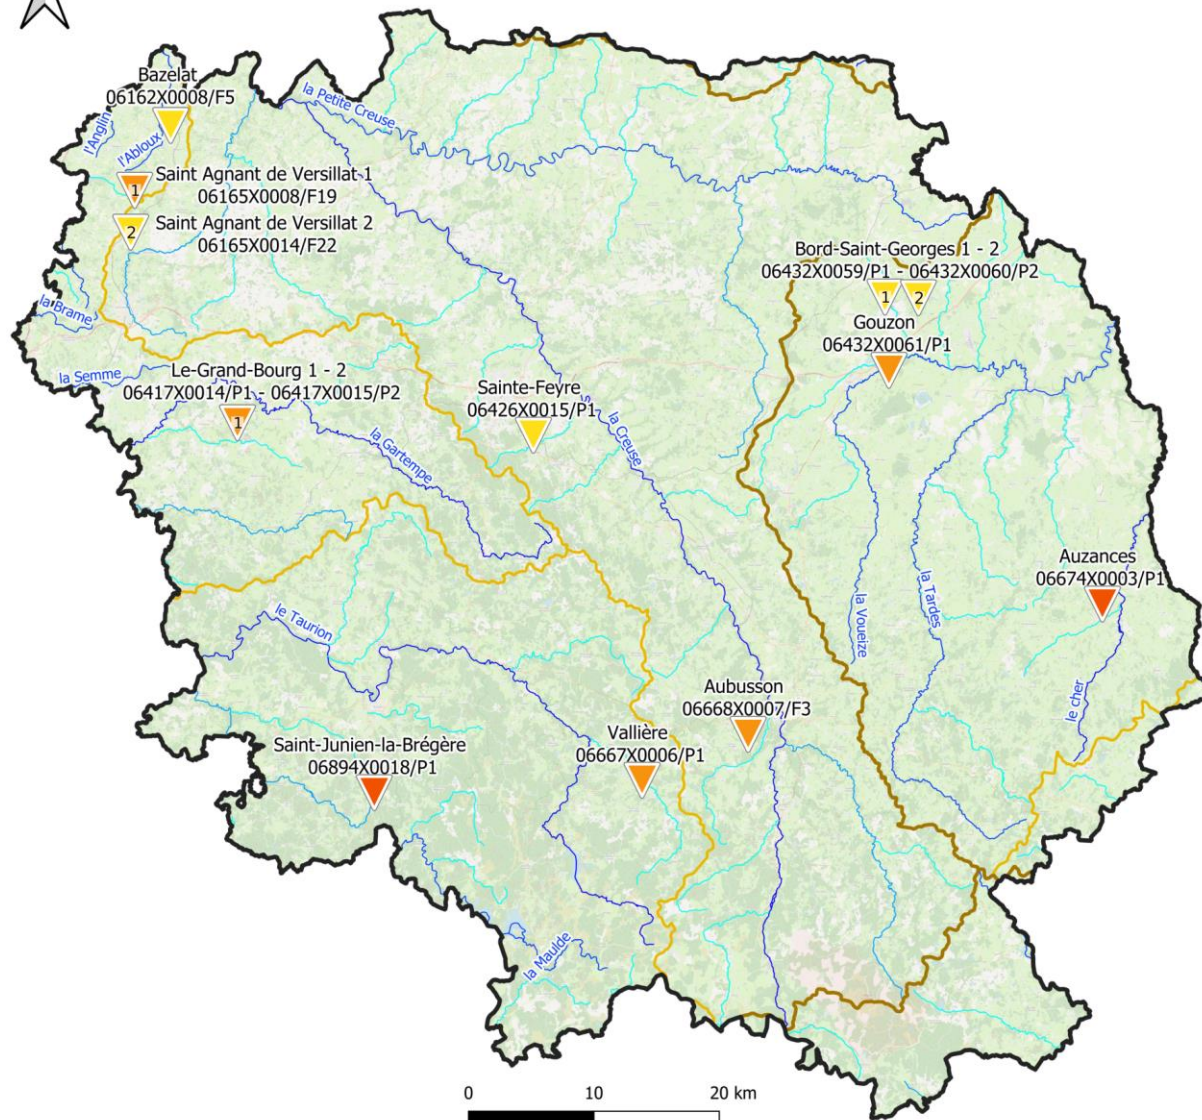 la Petite Creuse
Bazelat
06162X0008/F5
l'Anglin
l'Abloux
1
Saint Agnant de Versillat 1
06165X0008/F19
2
Saint Agnant de Versillat 2
06165X0014/F22
Bord-Saint-Georges 1 - 2
06432X0059/P1 - 06432X0060/P2
1
2
la Brame
Gouzon
06432X0061/P1
la Semme
Le-Grand-Bourg 1 - 2
06417X0014/P1 - 06417X0015/P2
1
Sainte-Feyre
06426X0015/P1
la Creuse
la Gartempe
Auzances
06674X0003/P1
la Voueize
la Tardes
le Taurion
Aubusson
06668X0007/F3
le cher
Vallière
06667X0006/P1
Saint-Junien-la-Brégère
06894X0018/P1
la Maulde
0 10 20 km